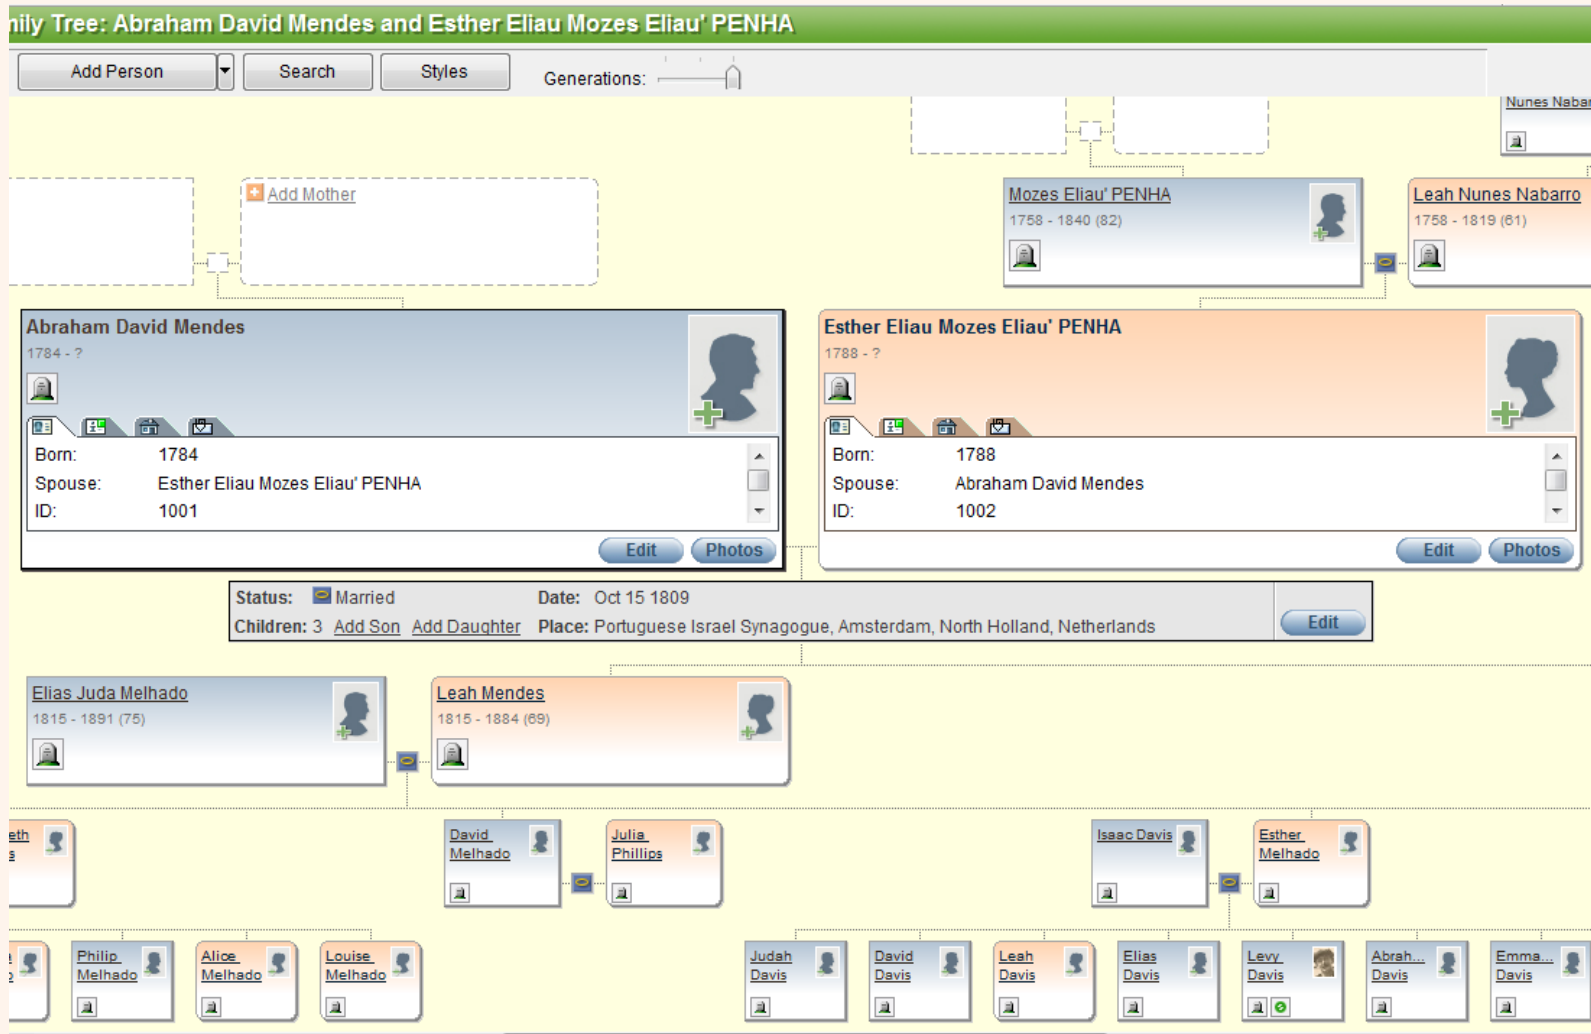 nily Tree: Abraham David Mendes and Esther Eliau Mozes Eliau' PENHA
Add Person
Search
Styles
Generations:
Nunes Nabar
Add Mother
Mozes Eliau' PENHA
1758 - 1840 (82)
Leah Nunes Nabarro
1758 - 1819 (61)
Abraham David Mendes
1784 - ?
Born: 1784
Spouse: Esther Eliau Mozes Eliau' PENHA
ID: 1001
Edit Photos
Esther Eliau Mozes Eliau' PENHA
1788 - ?
Born: 1788
Spouse: Abraham David Mendes
ID: 1002
Edit Photos
Status: Married Date: Oct 15 1809
Children: 3 Add Son Add Daughter Place: Portuguese Israel Synagogue, Amsterdam, North Holland, Netherlands
Edit
Elias Juda Melhado
1815 - 1891 (75)
Leah Mendes
1815 - 1884 (69)
eth
s
David
Melhado
Julia
Phillips
Isaac Davis
Esther
Melhado
Philip
Melhado
Alice
Melhado
Louise
Melhado
Judah
Davis
David
Davis
Leah
Davis
Elias
Davis
Levy
Davis
Abrah...
Davis
Emma...
Davis